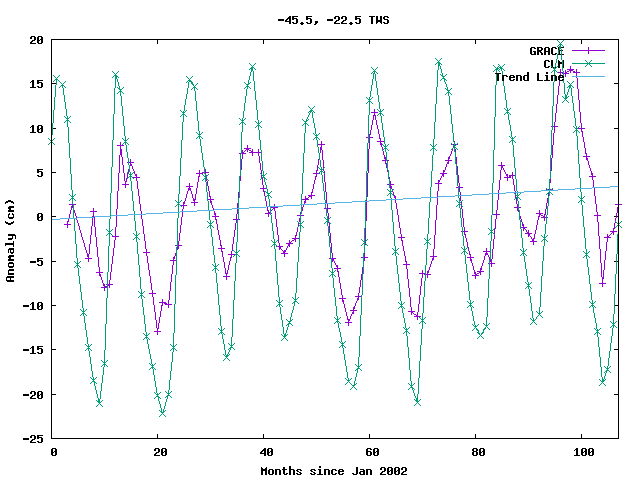 -45.5, -22.5 TWS
GRACE
CLM
Trend Line
20
15
10
5
0
-5
-10
-15
-20
-25
Anomaly (cm)
0 20 40 60 80 100
Months since Jan 2002